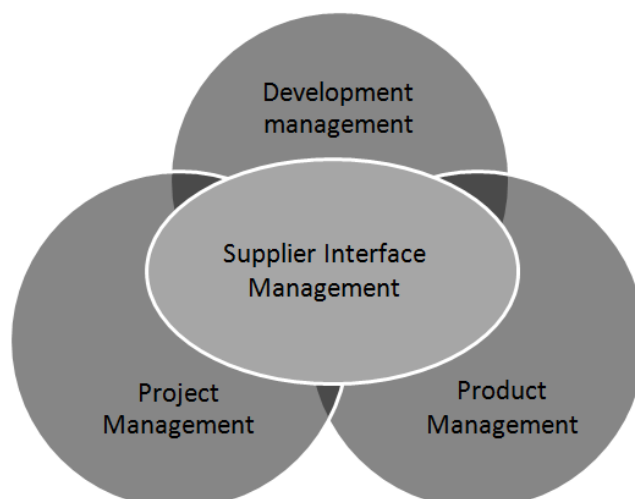 Development
management
Supplier Interface
Management
Project
Management
Product
Management